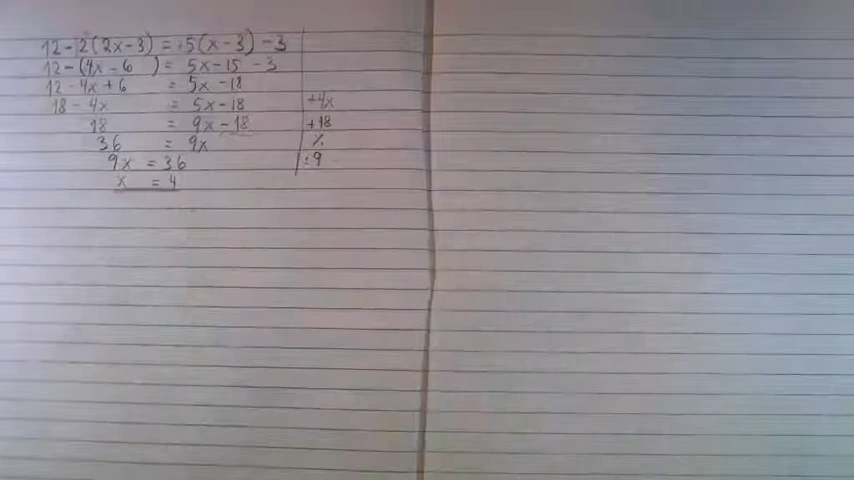 12-2(2x-3) = 5(x-3) -3
12-(4x-6 ) = 5x-15 -3
12-4x+6 = 5x -18
18-4x = 5x-18 +4x
18 = 9x-18 +18
36 = 9x %
9x = 36 :9
x = 4